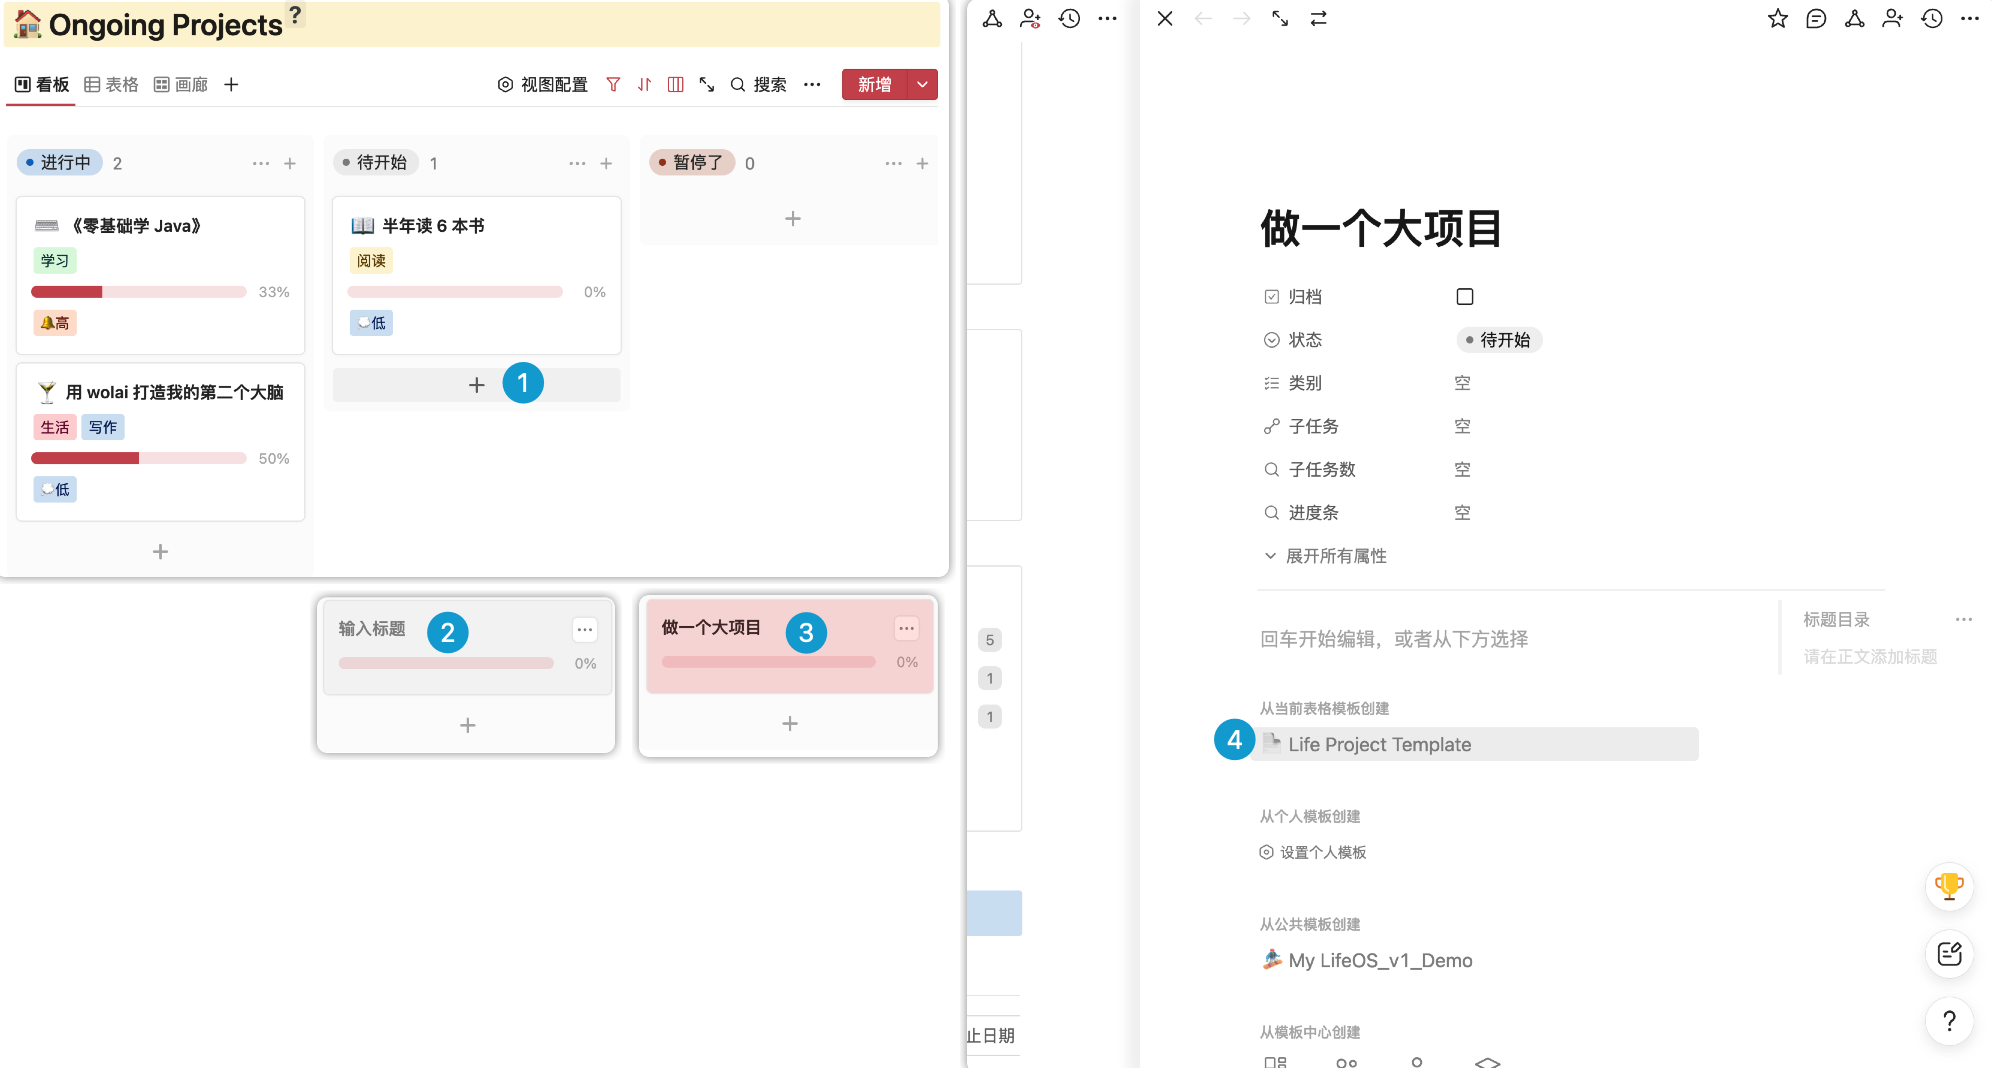 Ongoing Projects ?
看板 表格 画廊 视图配置 搜索 新增
进行中 2
《零基础学 Java》
学习
33%
高
用 wolai 打造我的第二个大脑
生活 写作
50%
低
待开始 1
半年读 6 本书
阅读
0%
低
1
暂停了 0
输入标题 2
0%
做一个大项目 3
0%
5
1
1
止日期
做一个大项目
归档
状态 待开始
类别 空
子任务 空
子任务数 空
进度条 空
展开所有属性
回车开始编辑，或者从下方选择
标题目录
请在正文添加标题
从当前表格模板创建
4 Life Project Template
从个人模板创建
设置个人模板
从公共模板创建
My LifeOS_v1_Demo
从模板中心创建
?